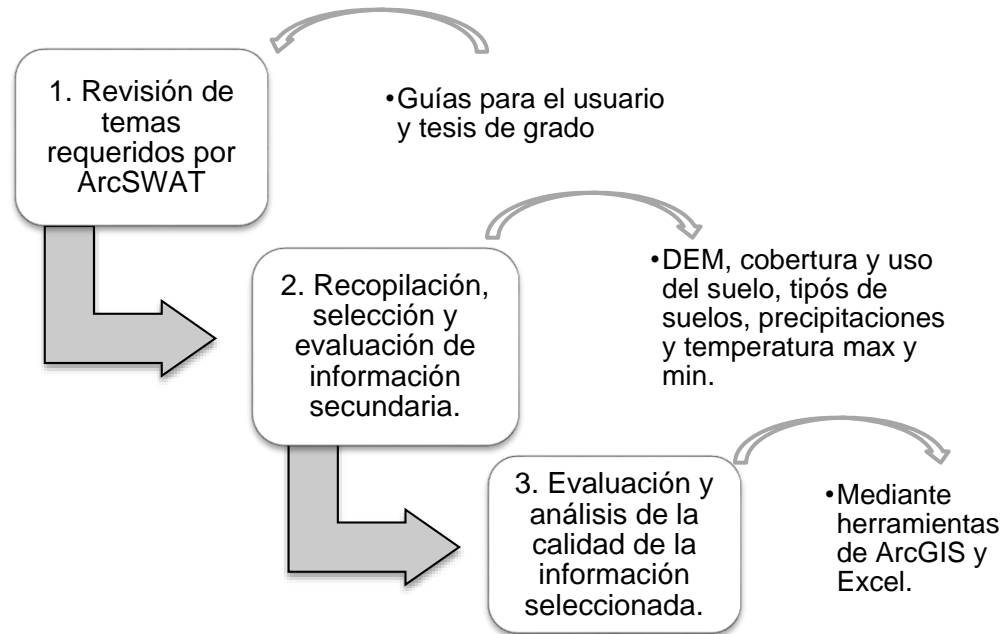 1. Revisión de
temas
requeridos por
ArcSWAT
•Guías para el usuario
y tesis de grado
2. Recopilación,
selección y
evaluación de
información
secundaria.
•DEM, cobertura y uso
del suelo, tipós de
suelos, precipitaciones
y temperatura max y
min.
3. Evaluación y
análisis de la
calidad de la
información
seleccionada.
•Mediante
herramientas
de ArcGIS y
Excel.